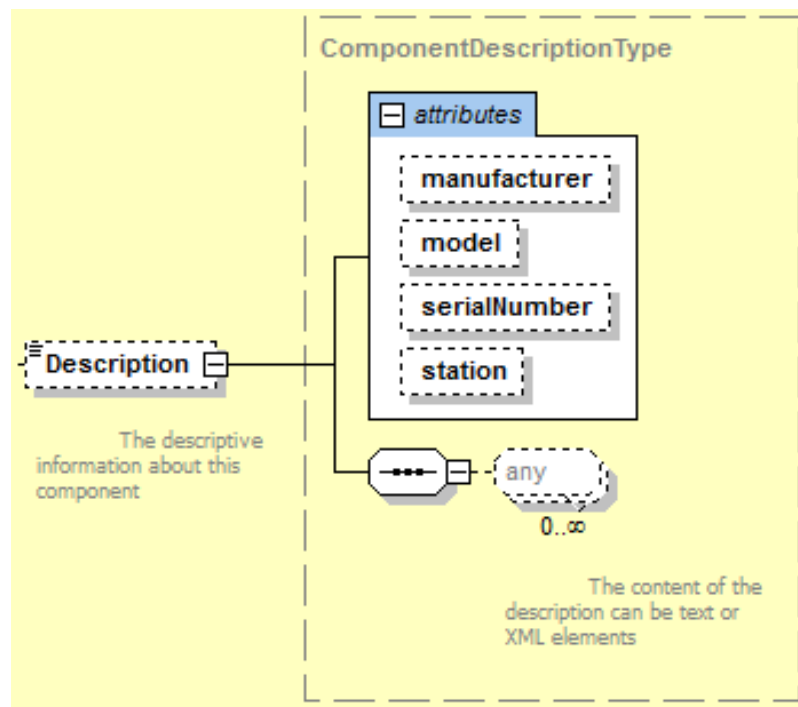 ComponentDescriptionType
attributes
manufacturer
model
serialNumber
station
Description
The descriptive
information about this
component
any
0..∞
The content of the
description can be text or
XML elements